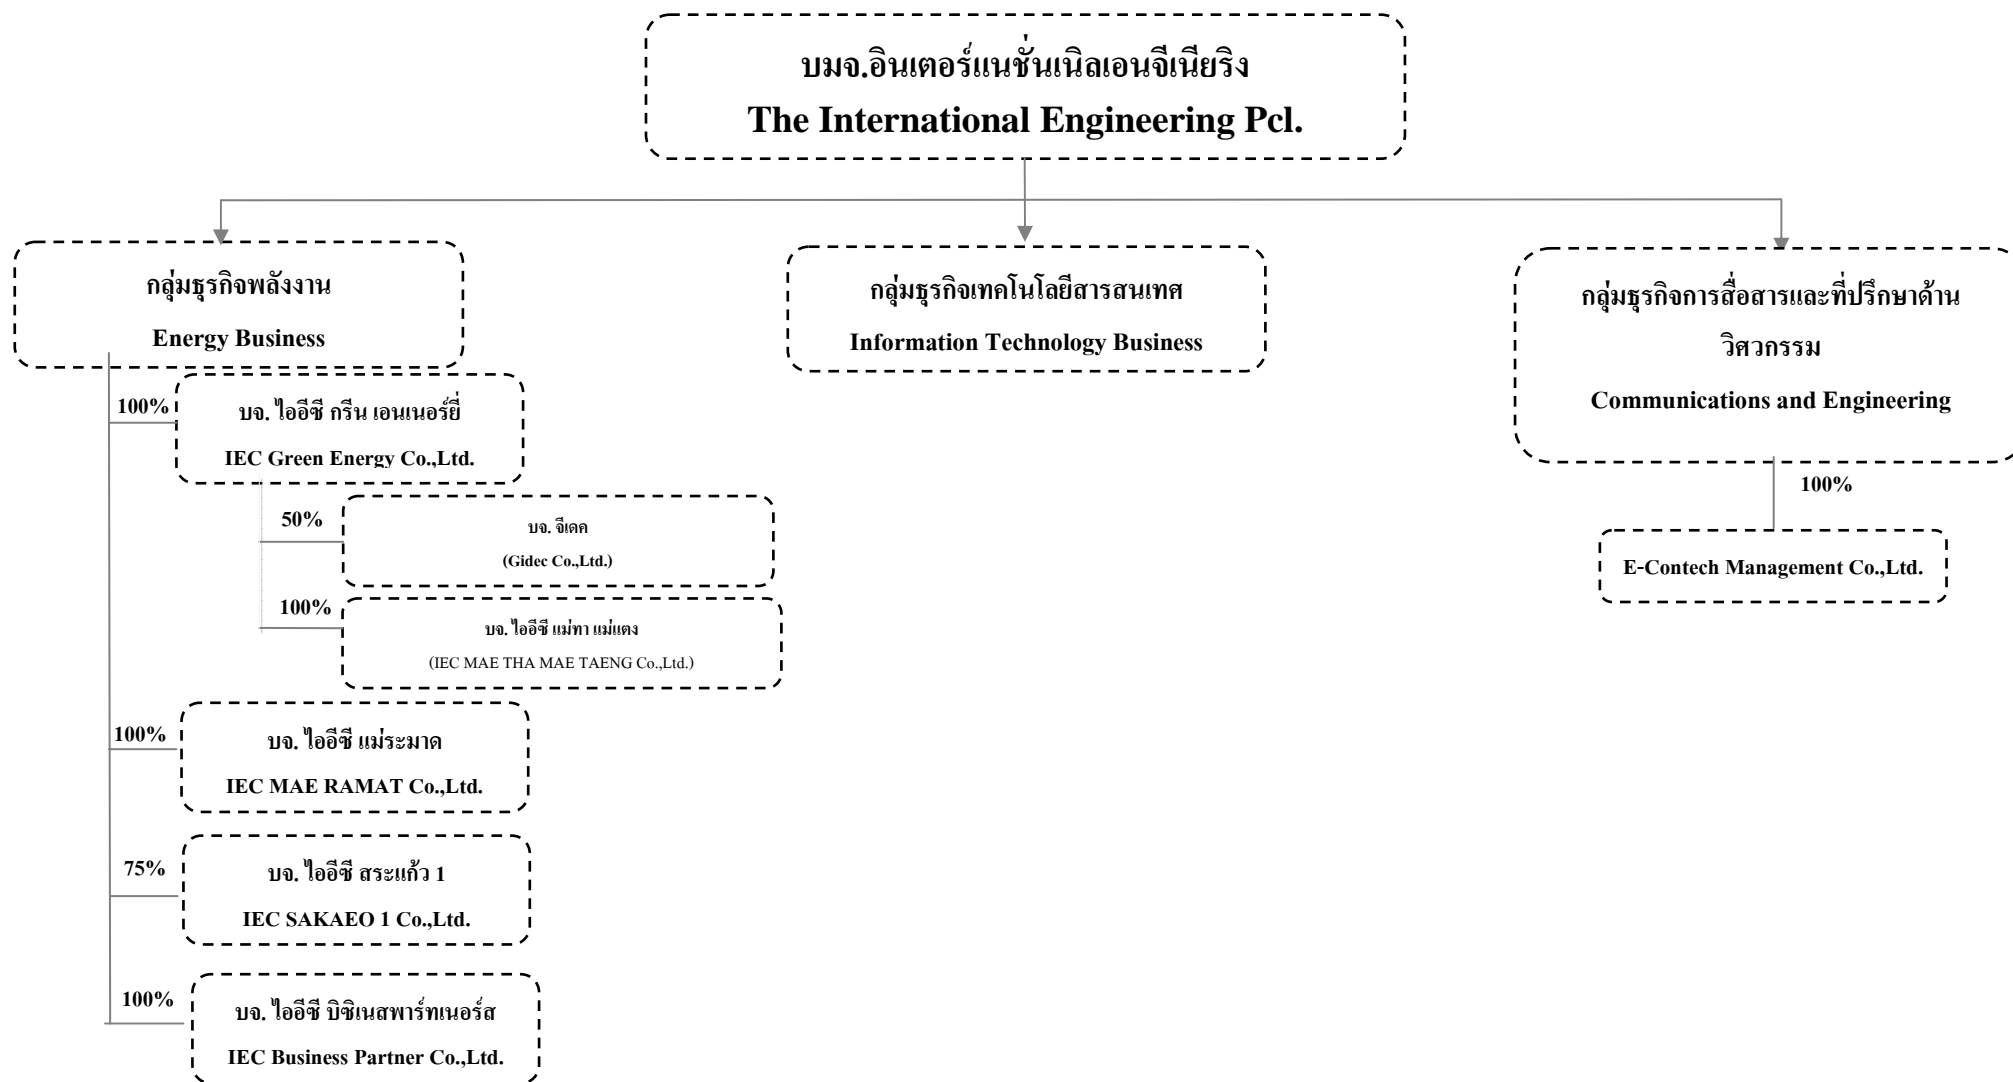 บมจ.อินเตอร์แนชั่นเนิลเอนจีเนียริง
The International Engineering Pcl.
กลุ่มธุรกิจพลังงาน
Energy Business
กลุ่มธุรกิจเทคโนโลยีสารสนเทศ
Information Technology Business
กลุ่มธุรกิจการสื่อสารและที่ปรึกษาด้าน
วิศวกรรม
Communications and Engineering
100%
บจ. ไออีซี กรีน เอนเนอร์ยี่
IEC Green Energy Co.,Ltd.
50%
บจ. จีเดค
(Gidec Co.,Ltd.)
100%
บจ. ไออีซี แม่ทา แม่แตง
(IEC MAE THA MAE TAENG Co.,Ltd.)
100%
บจ. ไออีซี แม่ระมาด
IEC MAE RAMAT Co.,Ltd.
75%
บจ. ไออีซี สระแก้ว 1
IEC SAKAEO 1 Co.,Ltd.
100%
บจ. ไออีซี บิซิเนสพาร์ทเนอร์ส
IEC Business Partner Co.,Ltd.
100%
E-Contech Management Co.,Ltd.